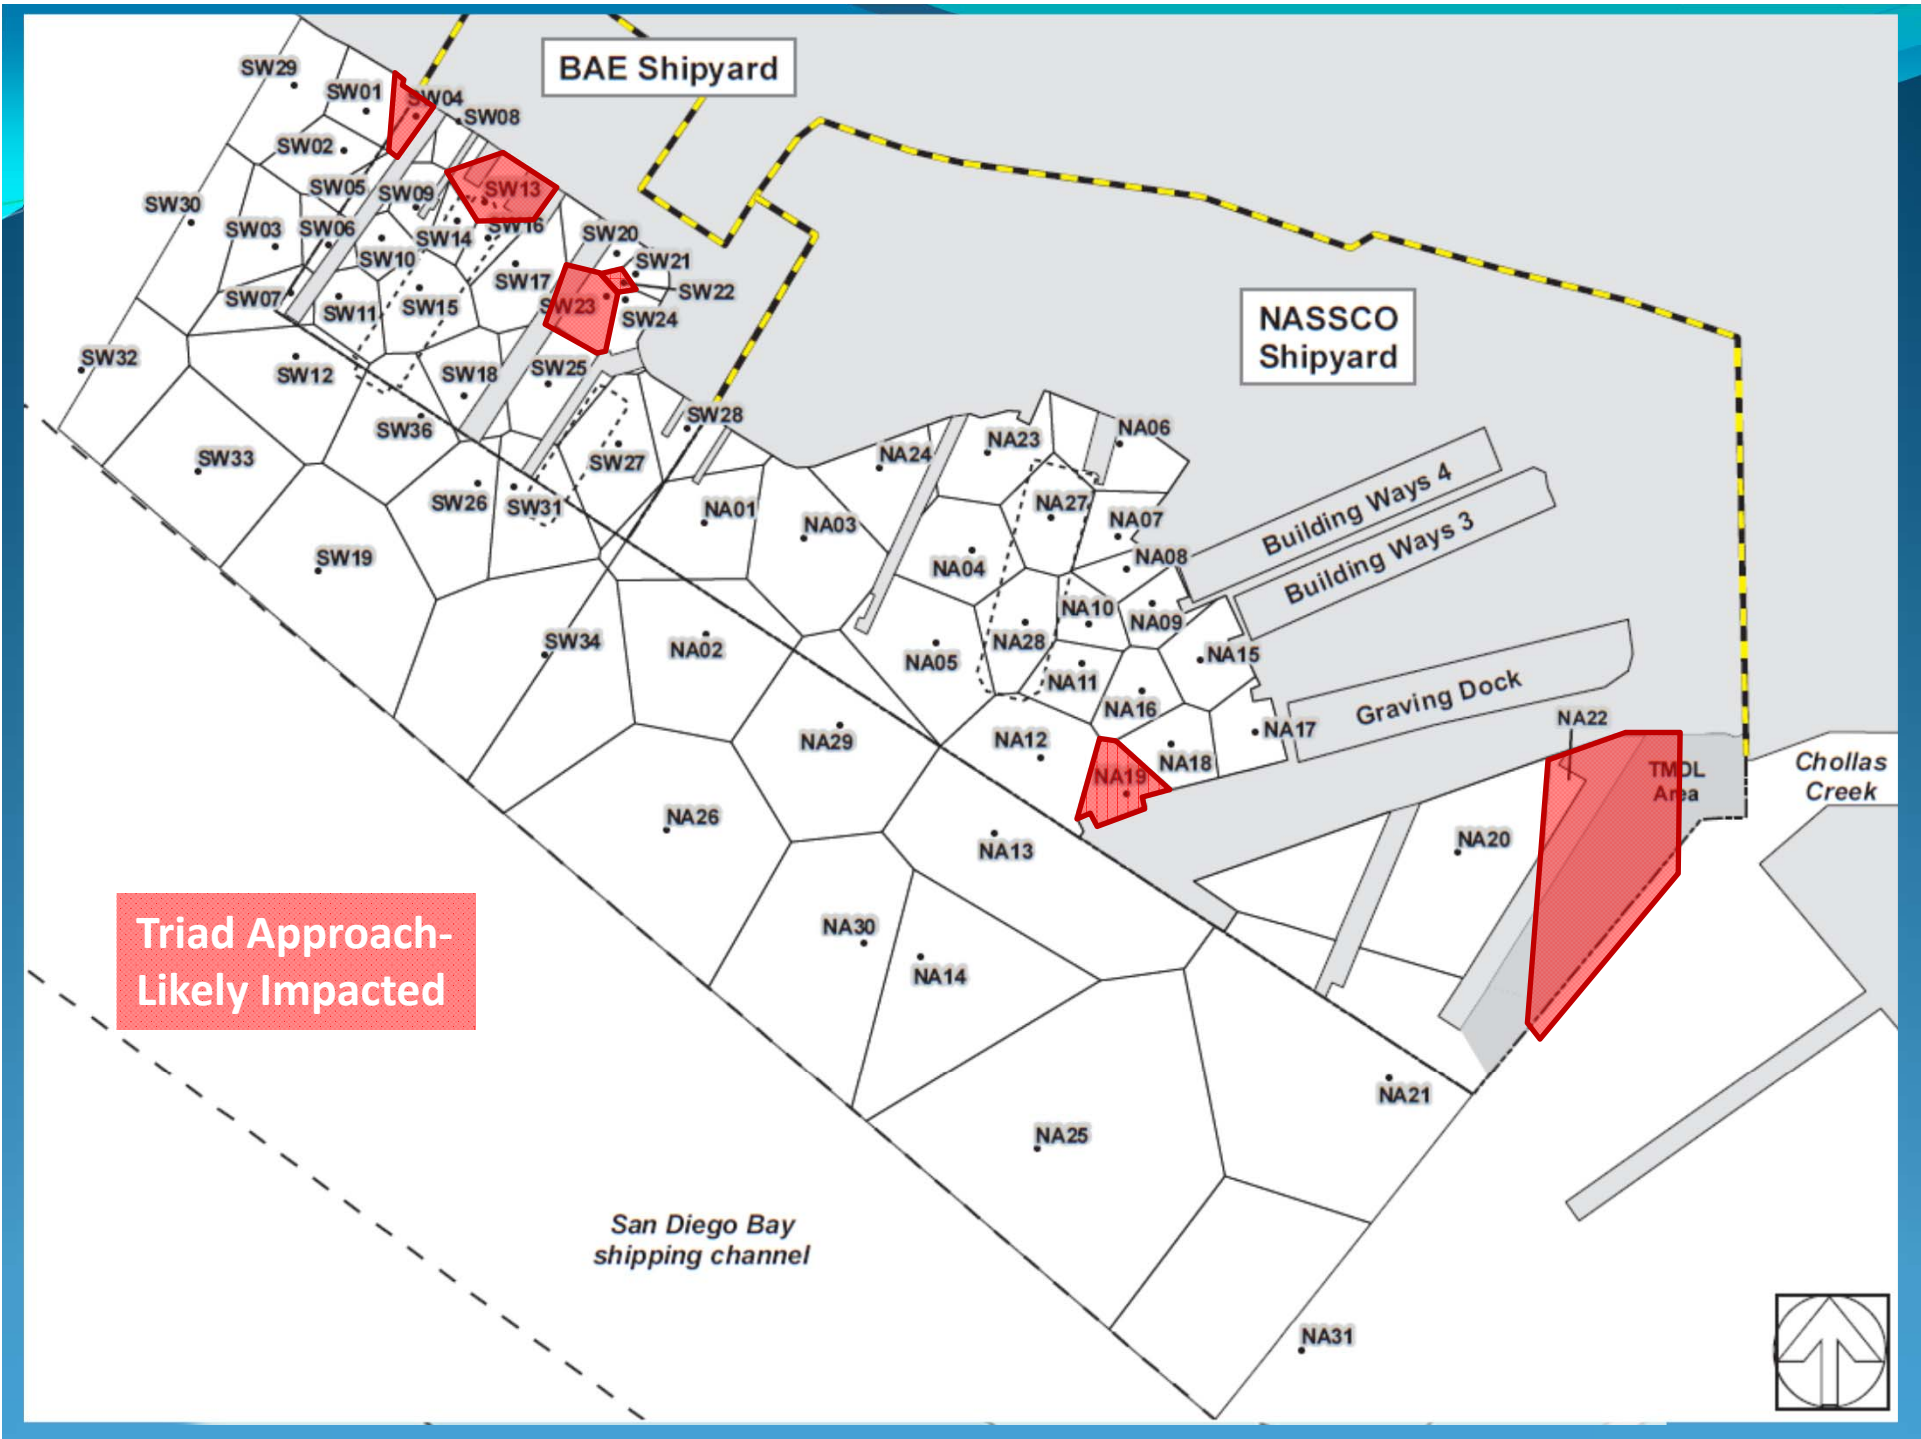 BAE Shipyard
SW29
SW01
SW04
SW08
SW02
SW05
SW09
SW13
SW30
SW03
SW06
SW14
SW16
SW20
SW10
SW21
SW17
SW22
SW07
SW11
SW15
SW23
SW24
NASSCO
Shipyard
SW32
SW12
SW18
SW25
SW36
SW28
SW33
SW27
NA24
NA23
NA06
SW26
SW31
NA01
NA03
NA27
NA07
Building Ways 4
Building Ways 3
SW19
NA04
NA08
NA10
NA09
SW34
NA02
NA05
NA28
NA15
NA11
NA16
Graving Dock
NA29
NA12
NA17
NA22
NA18
NA19
TMDL
Area
Chollas
Creek
NA26
NA13
NA20
Triad Approach-
Likely Impacted
NA30
NA14
NA21
NA25
San Diego Bay
shipping channel
NA31